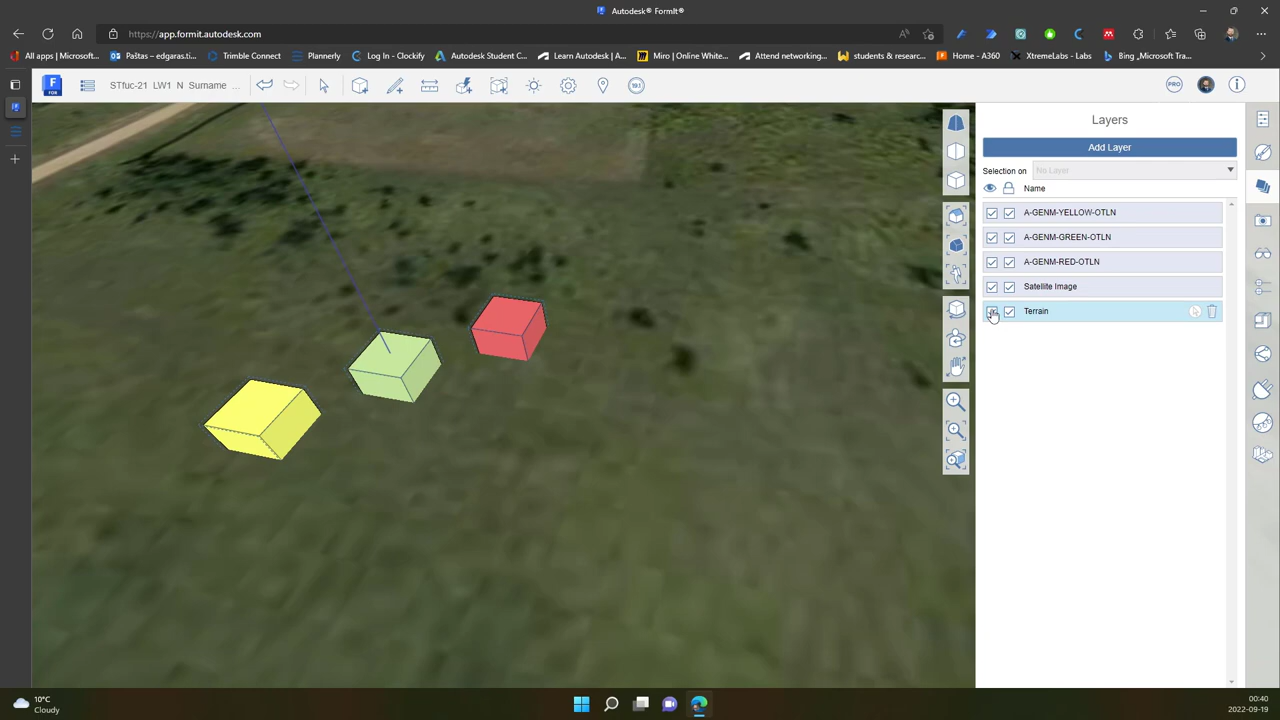 Autodesk® FormIt®
https://app.formit.autodesk.com
All apps | Microsoft...
Paštas – edgaras.ti...
Trimble Connect
Plannerly
Log In - Clockify
Autodesk Student C...
Learn Autodesk | A...
Miro | Online White...
Attend networking...
students & researc...
Home – A360
XtremeLabs - Labs
Bing „Microsoft Tra...
F
FOR
STfuc-21 LW1 N Surname ...
PRO
Layers
Add Layer
Selection on
No Layer
Name
A-GENM-YELLOW-OTLN
A-GENM-GREEN-OTLN
A-GENM-RED-OTLN
Satellite Image
Terrain
10°C
Cloudy
00:40
2022-09-19